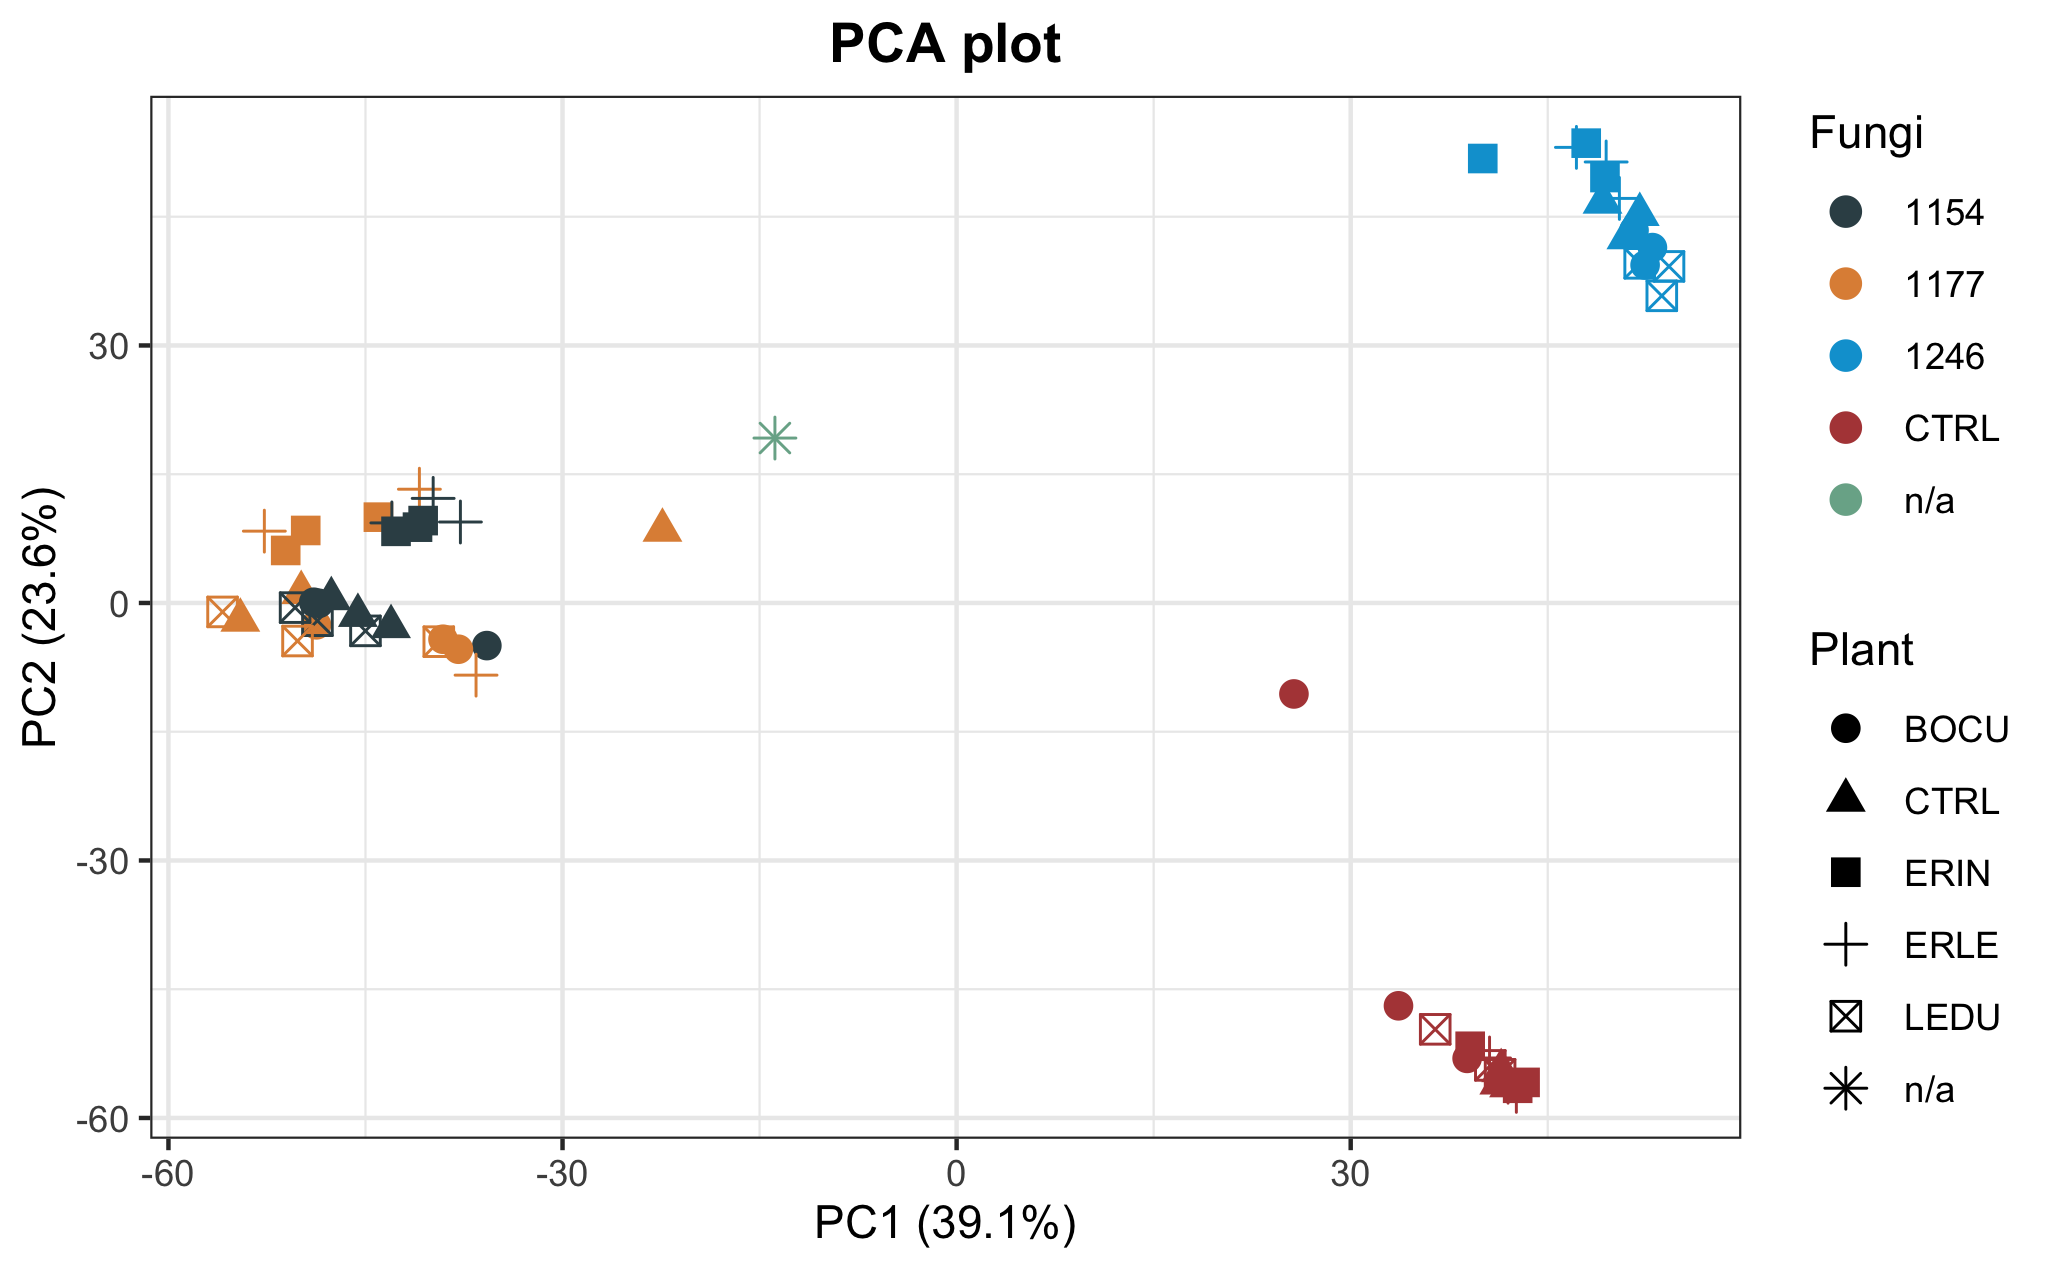 PCA plot
PC2 (23.6%)
30
0
-30
-60
-60
-30
0
30
PC1 (39.1%)
Fungi
1154
1177
1246
CTRL
n/a
Plant
BOCU
CTRL
ERIN
ERLE
LEDU
n/a